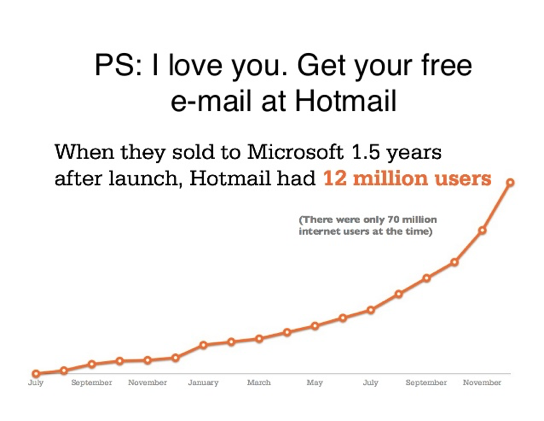 PS: I love you. Get your free
e-mail at Hotmail
When they sold to Microsoft 1.5 years
after launch, Hotmail had 12 million users
(There were only 70 million
internet users at the time)
July September November January March May July September November